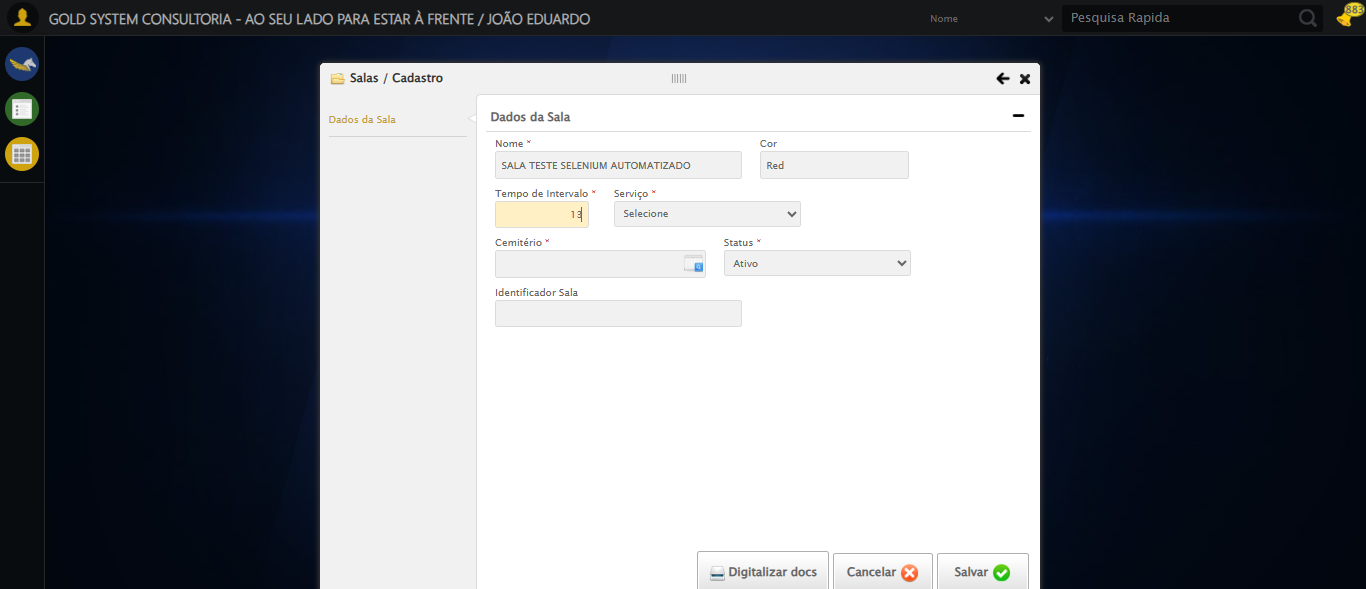 GOLD SYSTEM CONSULTORIA - AO SEU LADO PARA ESTAR À FRENTE / JOÃO EDUARDO
Nome
Pesquisa Rapida
883
Salas / Cadastro
Dados da Sala
Dados da Sala
Nome *
Cor
SALA TESTE SELENIUM AUTOMATIZADO
Red
Tempo de Intervalo *
Serviço *
13
Selecione
Cemitério *
Status *
Ativo
Identificador Sala
Digitalizar docs
Cancelar
Salvar